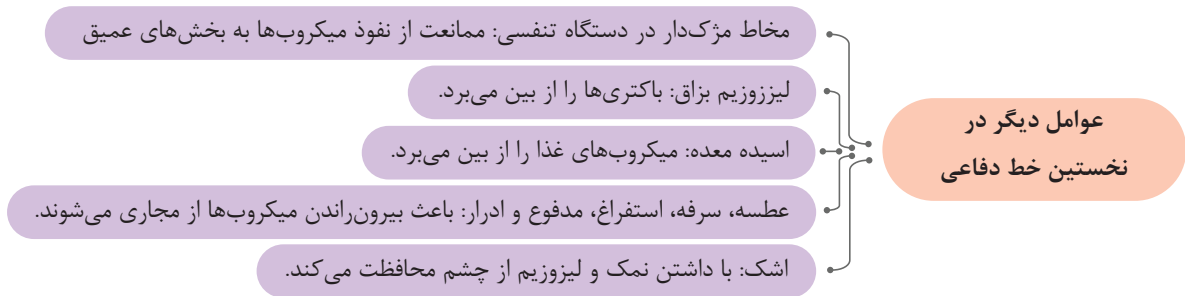 عوامل دیگر در
نخستین خط دفاعی
مخاط مژک‌دار در دستگاه تنفسی: ممانعت از نفوذ میکروب‌ها به بخش‌های عمیق
لیززوزیم بزاق: باکتری‌ها را از بین می‌برد.
اسیده معده: میکروب‌های غذا را از بین می‌برد.
عطسه، سرفه، استفراغ، مدفوع و ادرار: باعث بیرون‌راندن میکروب‌ها از مجاری می‌شوند.
اشک: با داشتن نمک و لیزوزیم از چشم محافظت می‌کند.